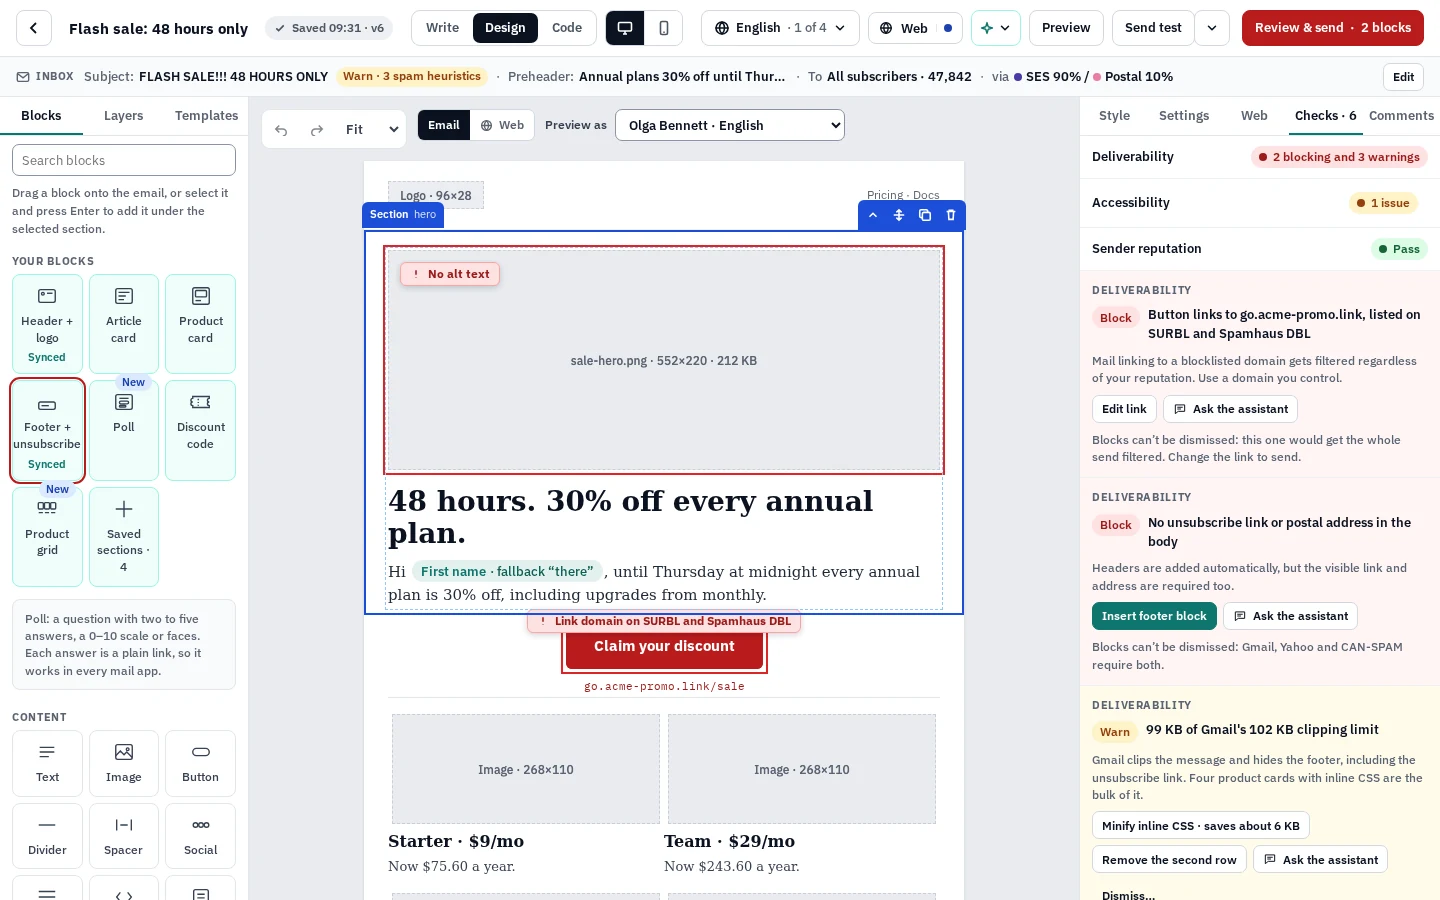 Flash sale: 48 hours only
Saved 09:31 · v6
Write
Design
Code
English · 1 of 4
Web
Preview
Send test
Review & send · 2 blocks
INBOX
Subject: FLASH SALE!!! 48 HOURS ONLY
Warn · 3 spam heuristics
· Preheader: Annual plans 30% off until Thur...
· To All subscribers · 47,842
· via SES 90% / Postal 10%
Edit
Blocks
Layers
Templates
Search blocks
Drag a block onto the email, or select it
and press Enter to add it under the
selected section.
YOUR BLOCKS
Header +
logo
Synced
Article
card
Product
card
Footer +
unsubscribe
Synced
New
Poll
Discount
code
New
Product
grid
Saved
sections ·
4
Poll: a question with two to five
answers, a 0–10 scale or faces.
Each answer is a plain link, so it
works in every mail app.
CONTENT
Text
Image
Button
Divider
Spacer
Social
Fit
Email
Web
Preview as
Olga Bennett · English
Logo · 96×28
Pricing · Docs
Section hero
! No alt text
sale-hero.png · 552×220 · 212 KB
48 hours. 30% off every annual
plan.
Hi First name · fallback “there”, until Thursday at midnight every annual
plan is 30% off, including upgrades from monthly.
! Link domain on SURBL and Spamhaus DBL
Claim your discount
go.acme-promo.link/sale
Image · 268×110
Image · 268×110
Starter · $9/mo
Now $75.60 a year.
Team · $29/mo
Now $243.60 a year.
Style
Settings
Web
Checks · 6
Comments
Deliverability
2 blocking and 3 warnings
Accessibility
1 issue
Sender reputation
Pass
DELIVERABILITY
Block
Button links to go.acme-promo.link, listed on
SURBL and Spamhaus DBL
Mail linking to a blocklisted domain gets filtered regardless
of your reputation. Use a domain you control.
Edit link
Ask the assistant
Blocks can’t be dismissed: this one would get the whole
send filtered. Change the link to send.
DELIVERABILITY
Block
No unsubscribe link or postal address in the
body
Headers are added automatically, but the visible link and
address are required too.
Insert footer block
Ask the assistant
Blocks can’t be dismissed: Gmail, Yahoo and CAN-SPAM
require both.
DELIVERABILITY
Warn
99 KB of Gmail's 102 KB clipping limit
Gmail clips the message and hides the footer, including the
unsubscribe link. Four product cards with inline CSS are the
bulk of it.
Minify inline CSS · saves about 6 KB
Remove the second row
Ask the assistant
Dismiss...